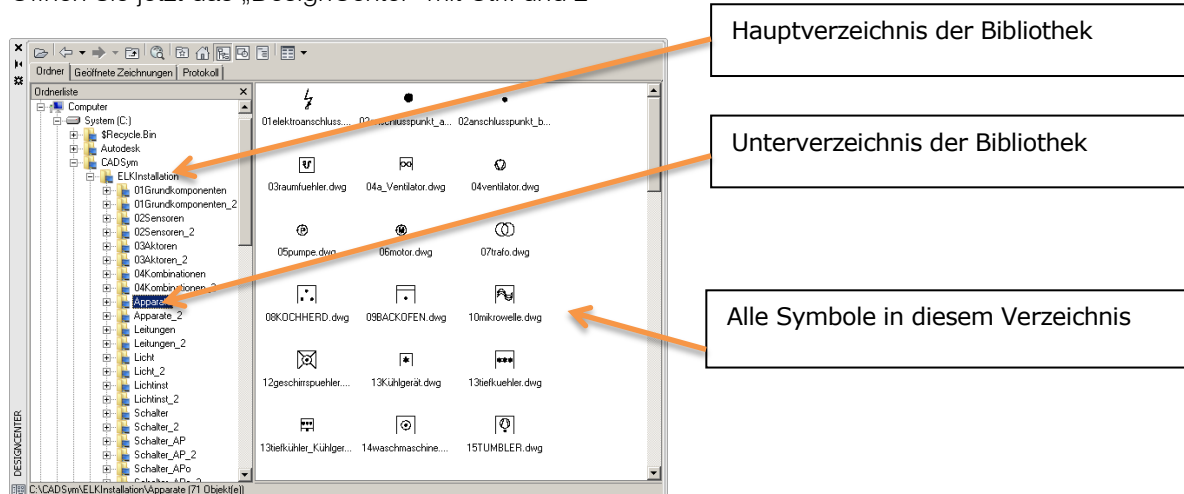 Öffnen Sie jetzt das „DesignCenter“ mit Ctrl. und 2
Hauptverzeichnis der Bibliothek
Ordner Geöffnete Zeichnungen Protokoll
Ordnerliste
Computer
System (C:)
$Recycle.Bin
Autodesk
CADSym
ELKInstallation
01Grundkomponenten
01Grundkomponenten_2
02Sensoren
02Sensoren_2
03Aktoren
03Aktoren_2
04Kombinationen
04Kombinationen_2
Apparate
Apparate_2
Leitungen
Leitungen_2
Licht
Licht_2
Lichtinst
Lichtinst_2
Schalter
Schalter_2
Schalter_AP
Schalter_AP_2
Schalter_APo
Schalter_APo_2
01elektroanschluss.... 02anschlusspunkt_a... 02anschlusspunkt_b...
03raumfuehler.dwg 04a_Ventilator.dwg 04ventilator.dwg
05pumpe.dwg 06motor.dwg 07trafo.dwg
08KOCHHERD.dwg 09BACKOFEN.dwg 10mikrowelle.dwg
12geschirrspuehler.... 13Kühlgerät.dwg 13tiefkuehler.dwg
13tiefkühler_Kühlger... 14waschmaschine.... 15TUMBLER.dwg
Unterverzeichnis der Bibliothek
Alle Symbole in diesem Verzeichnis
DESIGNCENTER
C:\CADSym\ELKInstallation\Apparate (71 Objekt(e))